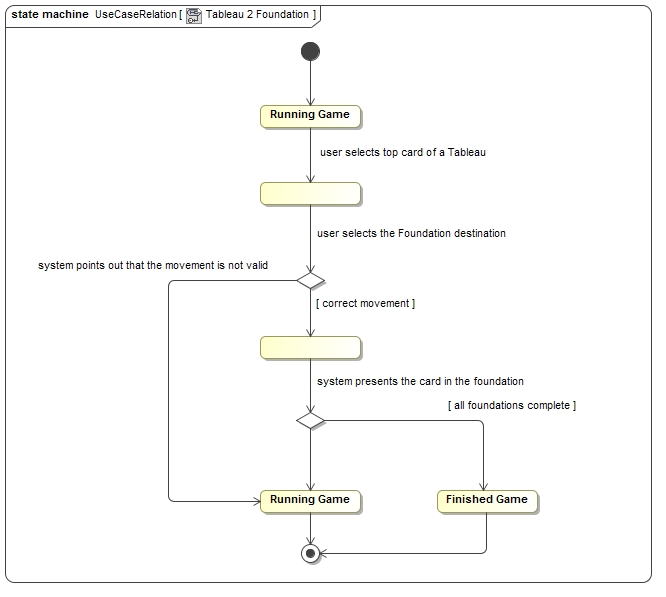 state machine UseCaseRelation [ Tableau 2 Foundation ]
Running Game
user selects top card of a Tableau
user selects the Foundation destination
system points out that the movement is not valid
[ correct movement ]
system presents the card in the foundation
[ all foundations complete ]
Running Game
Finished Game